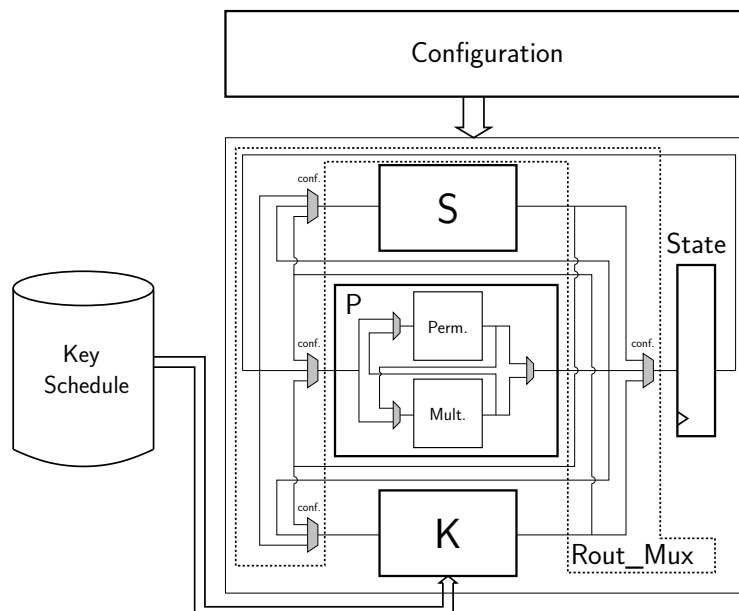 Configuration
conf.
S
State
P
Perm.
Key
Schedule
conf.
conf.
Mult.
conf.
K
Rout_Mux